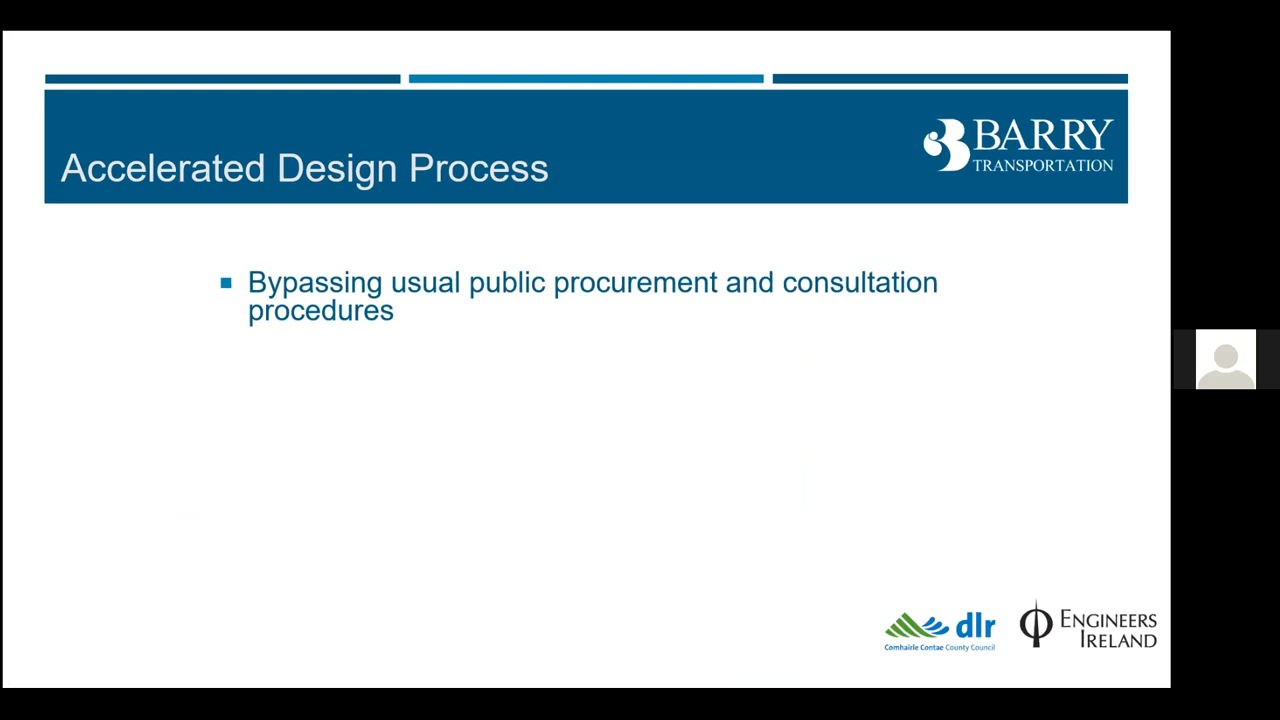 BARRY
TRANSPORTATION
Accelerated Design Process
Bypassing usual public procurement and consultation
procedures
dlr
Comhairle Contae County Council
ENGINEERS
IRELAND